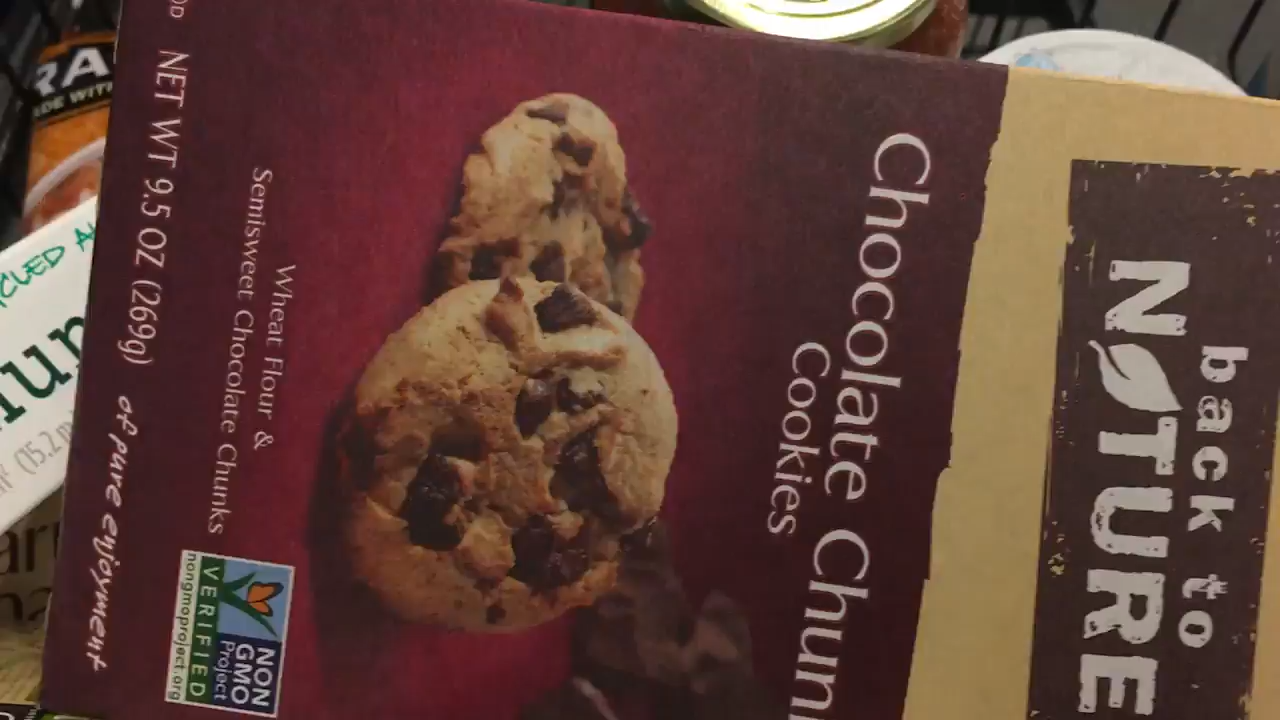 back to
NATURE
Chocolate Chun
Cookies
Wheat Flour &
Semisweet Chocolate Chunks
NON
GMO
Project
VERIFIED
nongmoproject.org
NET WT 9.5 OZ (269g) of pure enjoyment
RA